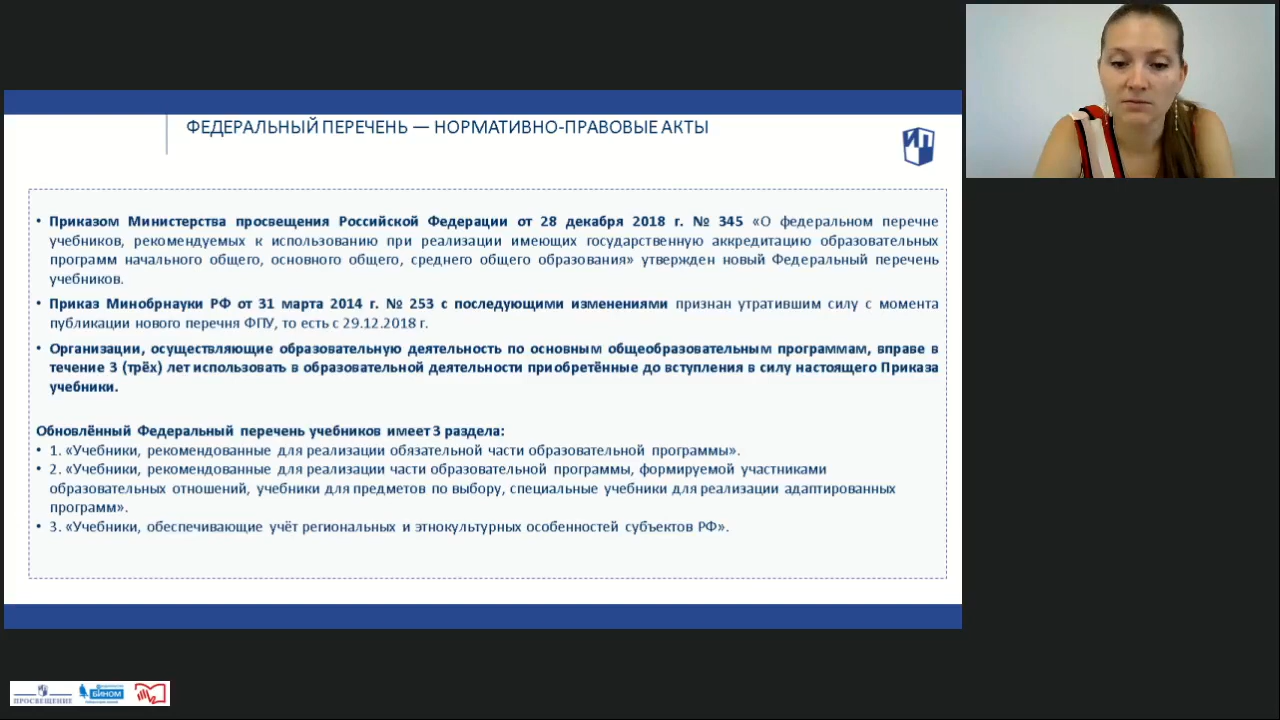 ФЕДЕРАЛЬНЫЙ ПЕРЕЧЕНЬ — НОРМАТИВНО-ПРАВОВЫЕ АКТЫ
ИП
• Приказом Министерства просвещения Российской Федерации от 28 декабря 2018 г. № 345 «О федеральном перечне
учебников, рекомендуемых к использованию при реализации имеющих государственную аккредитацию образовательных
программ начального общего, основного общего, среднего общего образования» утвержден новый Федеральный перечень
учебников.
• Приказ Минобрнауки РФ от 31 марта 2014 г. № 253 с последующими изменениями признан утратившим силу с момента
публикации нового перечня ФПУ, то есть с 29.12.2018 г.
• Организации, осуществляющие образовательную деятельность по основным общеобразовательным программам, вправе в
течение 3 (трёх) лет использовать в образовательной деятельности приобретённые до вступления в силу настоящего Приказа
учебники.
Обновлённый Федеральный перечень учебников имеет 3 раздела:
• 1. «Учебники, рекомендованные для реализации обязательной части образовательной программы».
• 2. «Учебники, рекомендованные для реализации части образовательной программы, формируемой участниками
образовательных отношений, учебники для предметов по выбору, специальные учебники для реализации адаптированных
программ».
• 3. «Учебники, обеспечивающие учёт региональных и этнокультурных особенностей субъектов РФ».
ПРОСВЕЩЕНИЕ
БИНОМ